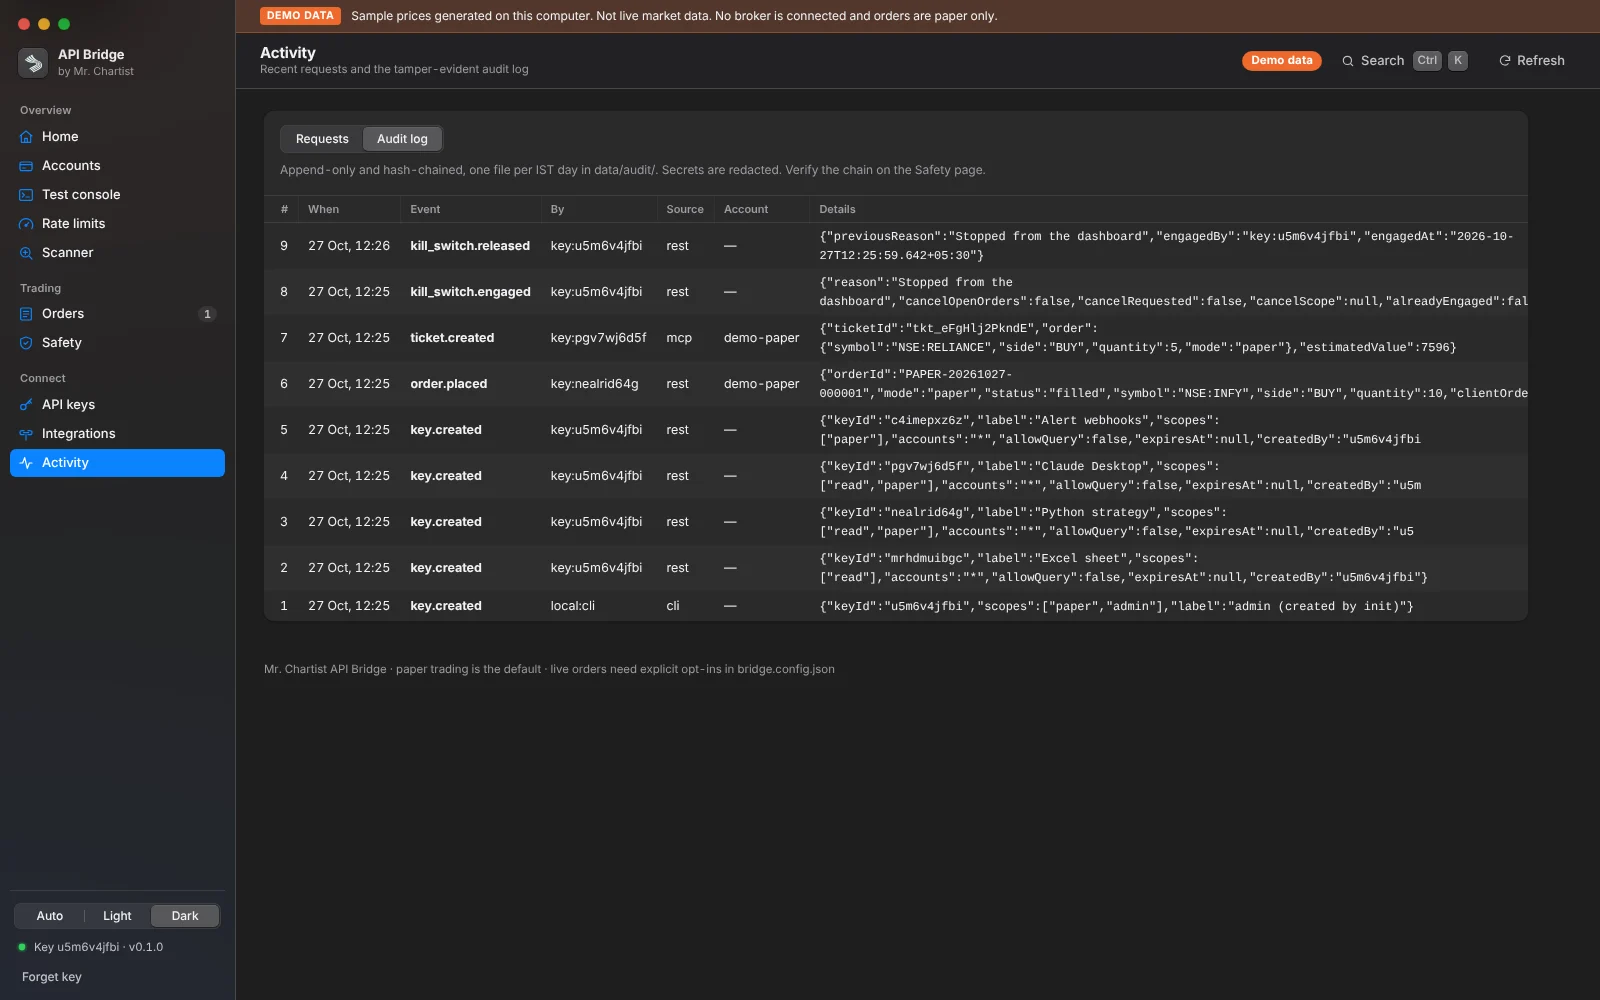 DEMO DATA Sample prices generated on this computer. Not live market data. No broker is connected and orders are paper only.
API Bridge
by Mr. Chartist
Overview
Home
Accounts
Test console
Rate limits
Scanner
Trading
Orders 1
Safety
Connect
API keys
Integrations
Activity
Auto Light Dark
Key u5m6v4jfbi · v0.1.0
Forget key
Activity
Recent requests and the tamper-evident audit log
Demo data Search Ctrl K Refresh
Requests Audit log
Append-only and hash-chained, one file per IST day in data/audit/. Secrets are redacted. Verify the chain on the Safety page.
# When Event By Source Account Details
9 27 Oct, 12:26 kill_switch.released key:u5m6v4jfbi rest — {"previousReason":"Stopped from the dashboard","engagedBy":"key:u5m6v4jfbi","engagedAt":"2026-10-
27T12:25:59.642+05:30"}
8 27 Oct, 12:25 kill_switch.engaged key:u5m6v4jfbi rest — {"reason":"Stopped from the
dashboard","cancelOpenOrders":false,"cancelRequested":false,"cancelScope":null,"alreadyEngaged":fal
7 27 Oct, 12:25 ticket.created key:pgv7wj6d5f mcp demo-paper {"ticketId":"tkt_eFgHlj2PkndE","order":
{"symbol":"NSE:RELIANCE","side":"BUY","quantity":5,"mode":"paper"},"estimatedValue":7596}
6 27 Oct, 12:25 order.placed key:nealrid64g rest demo-paper {"orderId":"PAPER-20261027-
000001","mode":"paper","status":"filled","symbol":"NSE:INFY","side":"BUY","quantity":10,"clientOrde
5 27 Oct, 12:25 key.created key:u5m6v4jfbi rest — {"keyId":"c4imepxz6z","label":"Alert webhooks","scopes":
["paper"],"accounts":"*","allowQuery":false,"expiresAt":null,"createdBy":"u5m6v4jfbi
4 27 Oct, 12:25 key.created key:u5m6v4jfbi rest — {"keyId":"pgv7wj6d5f","label":"Claude Desktop","scopes":
["read","paper"],"accounts":"*","allowQuery":false,"expiresAt":null,"createdBy":"u5m
3 27 Oct, 12:25 key.created key:u5m6v4jfbi rest — {"keyId":"nealrid64g","label":"Python strategy","scopes":
["read","paper"],"accounts":"*","allowQuery":false,"expiresAt":null,"createdBy":"u5
2 27 Oct, 12:25 key.created key:u5m6v4jfbi rest — {"keyId":"mrhdmuibgc","label":"Excel sheet","scopes":
["read"],"accounts":"*","allowQuery":false,"expiresAt":null,"createdBy":"u5m6v4jfbi"}
1 27 Oct, 12:25 key.created local:cli cli — {"keyId":"u5m6v4jfbi","scopes":["paper","admin"],"label":"admin (created by init)"}
Mr. Chartist API Bridge · paper trading is the default · live orders need explicit opt-ins in bridge.config.json